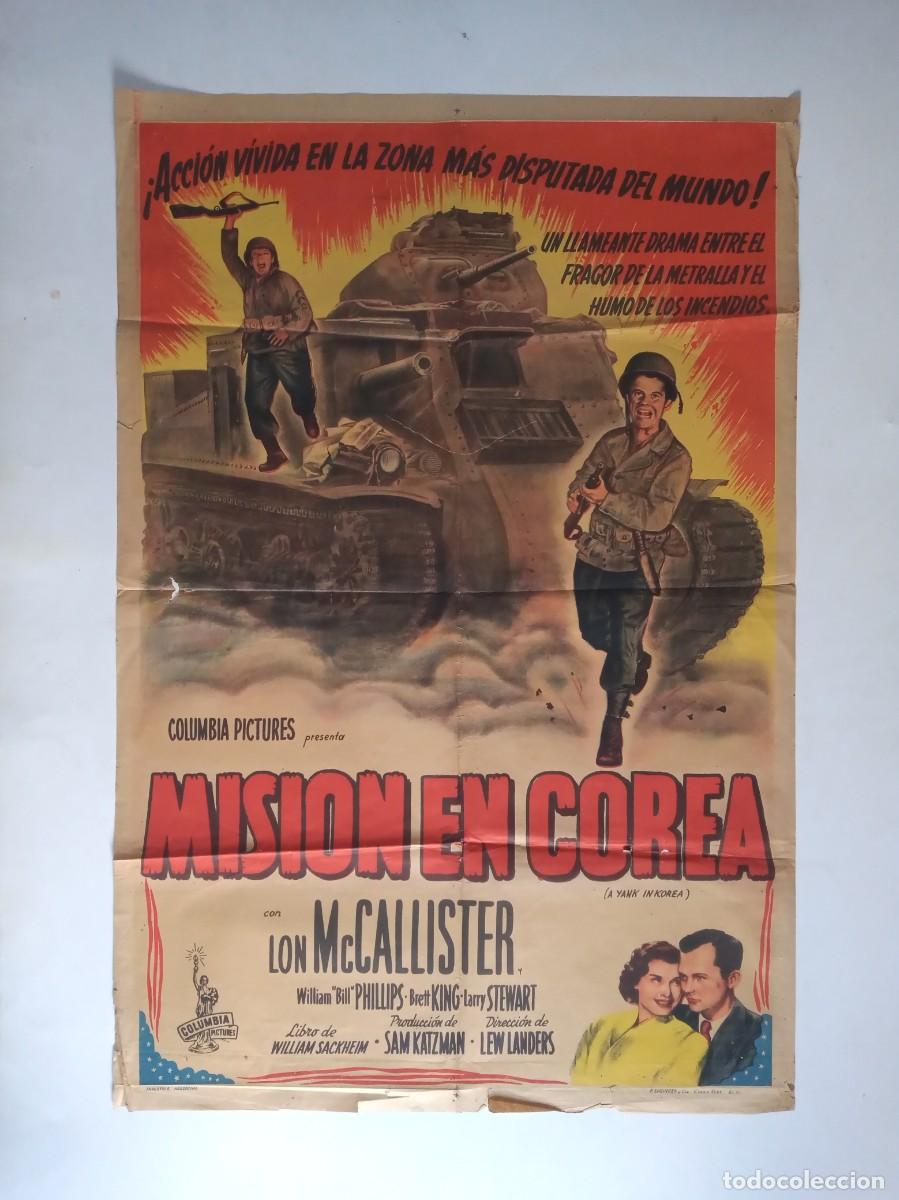 ¡ACCIÓN VÍVIDA EN LA ZONA MÁS DISPUTADA DEL MUNDO!
UN LLAMEANTE DRAMA ENTRE EL
FRAGOR DE LA METRALLA Y EL
HUMO DE LOS INCENDIOS.
COLUMBIA PICTURES presenta
MISION EN COREA
(A YANK IN KOREA)
con
LON McCALLISTER
y
William "Bill" PHILLIPS · Brett KING · Larry STEWART
Libro de
WILLIAM SACKHEIM
· Producción de
SAM KATZMAN
· Dirección de
LEW LANDERS
COLUMBIA
PICTURES
INDUSTRIA ARGENTINA
todocoleccion